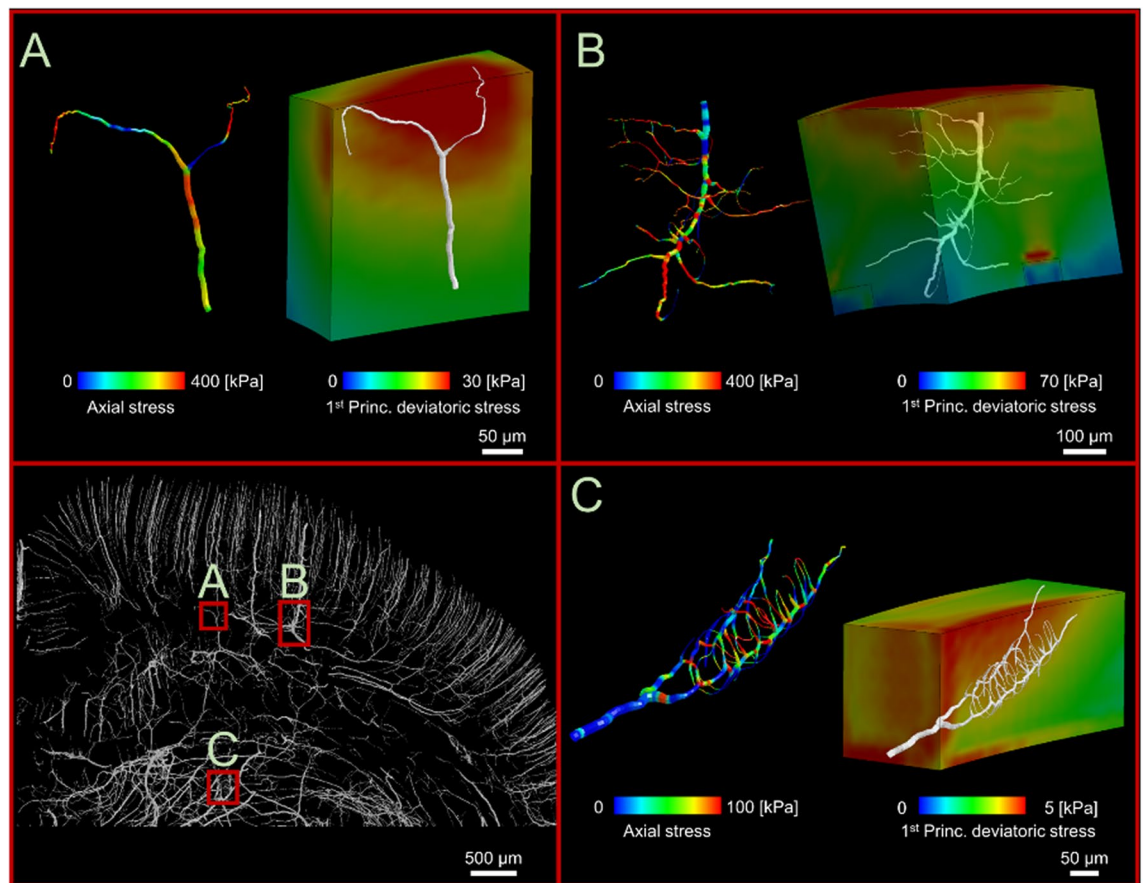 A
B
0 400 [kPa]
Axial stress
0 30 [kPa]
1st Princ. deviatoric stress
50 µm
0 400 [kPa]
Axial stress
0 70 [kPa]
1st Princ. deviatoric stress
100 µm
A B
C
500 µm
C
0 100 [kPa]
Axial stress
0 5 [kPa]
1st Princ. deviatoric stress
50 µm